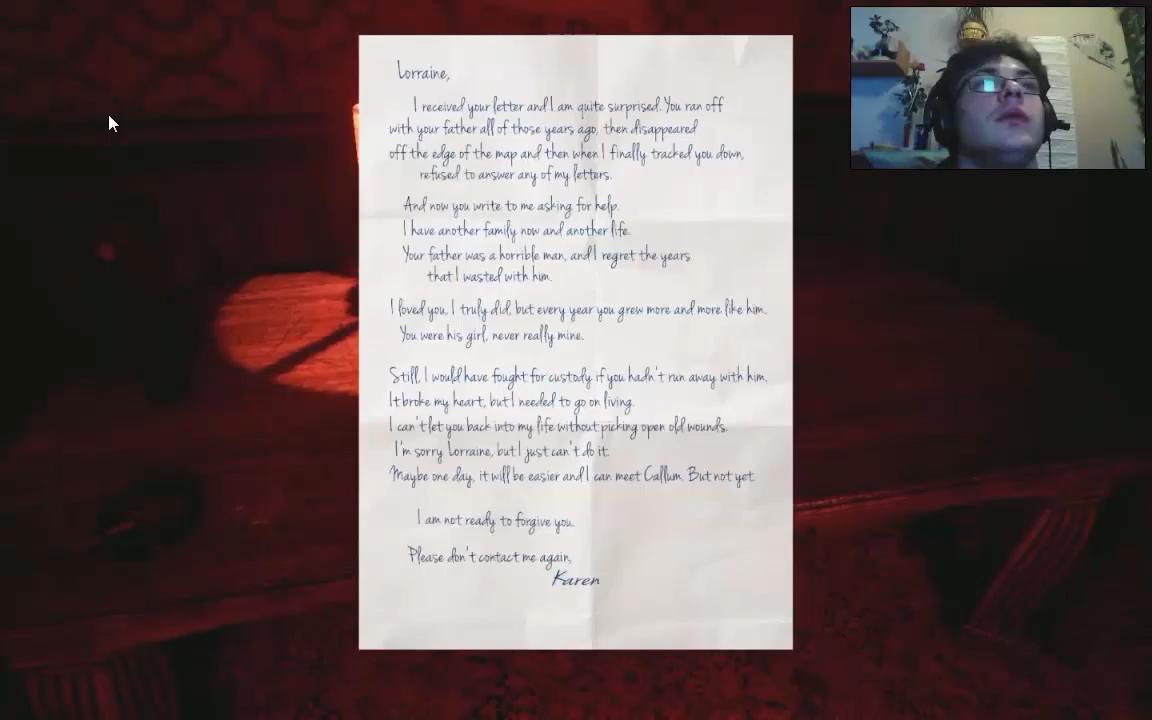 Lorraine,
I received your letter and I am quite surprised. You ran off
with your father all of those years ago, then disappeared
off the edge of the map and then when I finally tracked you down,
refused to answer any of my letters.
And now you write to me asking for help.
I have another family now and another life.
Your father was a horrible man, and I regret the years
that I wasted with him.
I loved you, I truly did, but every year you grew more and more like him.
You were his girl, never really mine.
Still, I would have fought for custody if you hadn't run away with him.
It broke my heart, but I needed to go on living.
I can't let you back into my life without picking open old wounds.
I'm sorry Lorraine, but I just can't do it.
Maybe one day, it will be easier and I can meet Callum. But not yet.
I am not ready to forgive you.
Please don't contact me again,
Karen